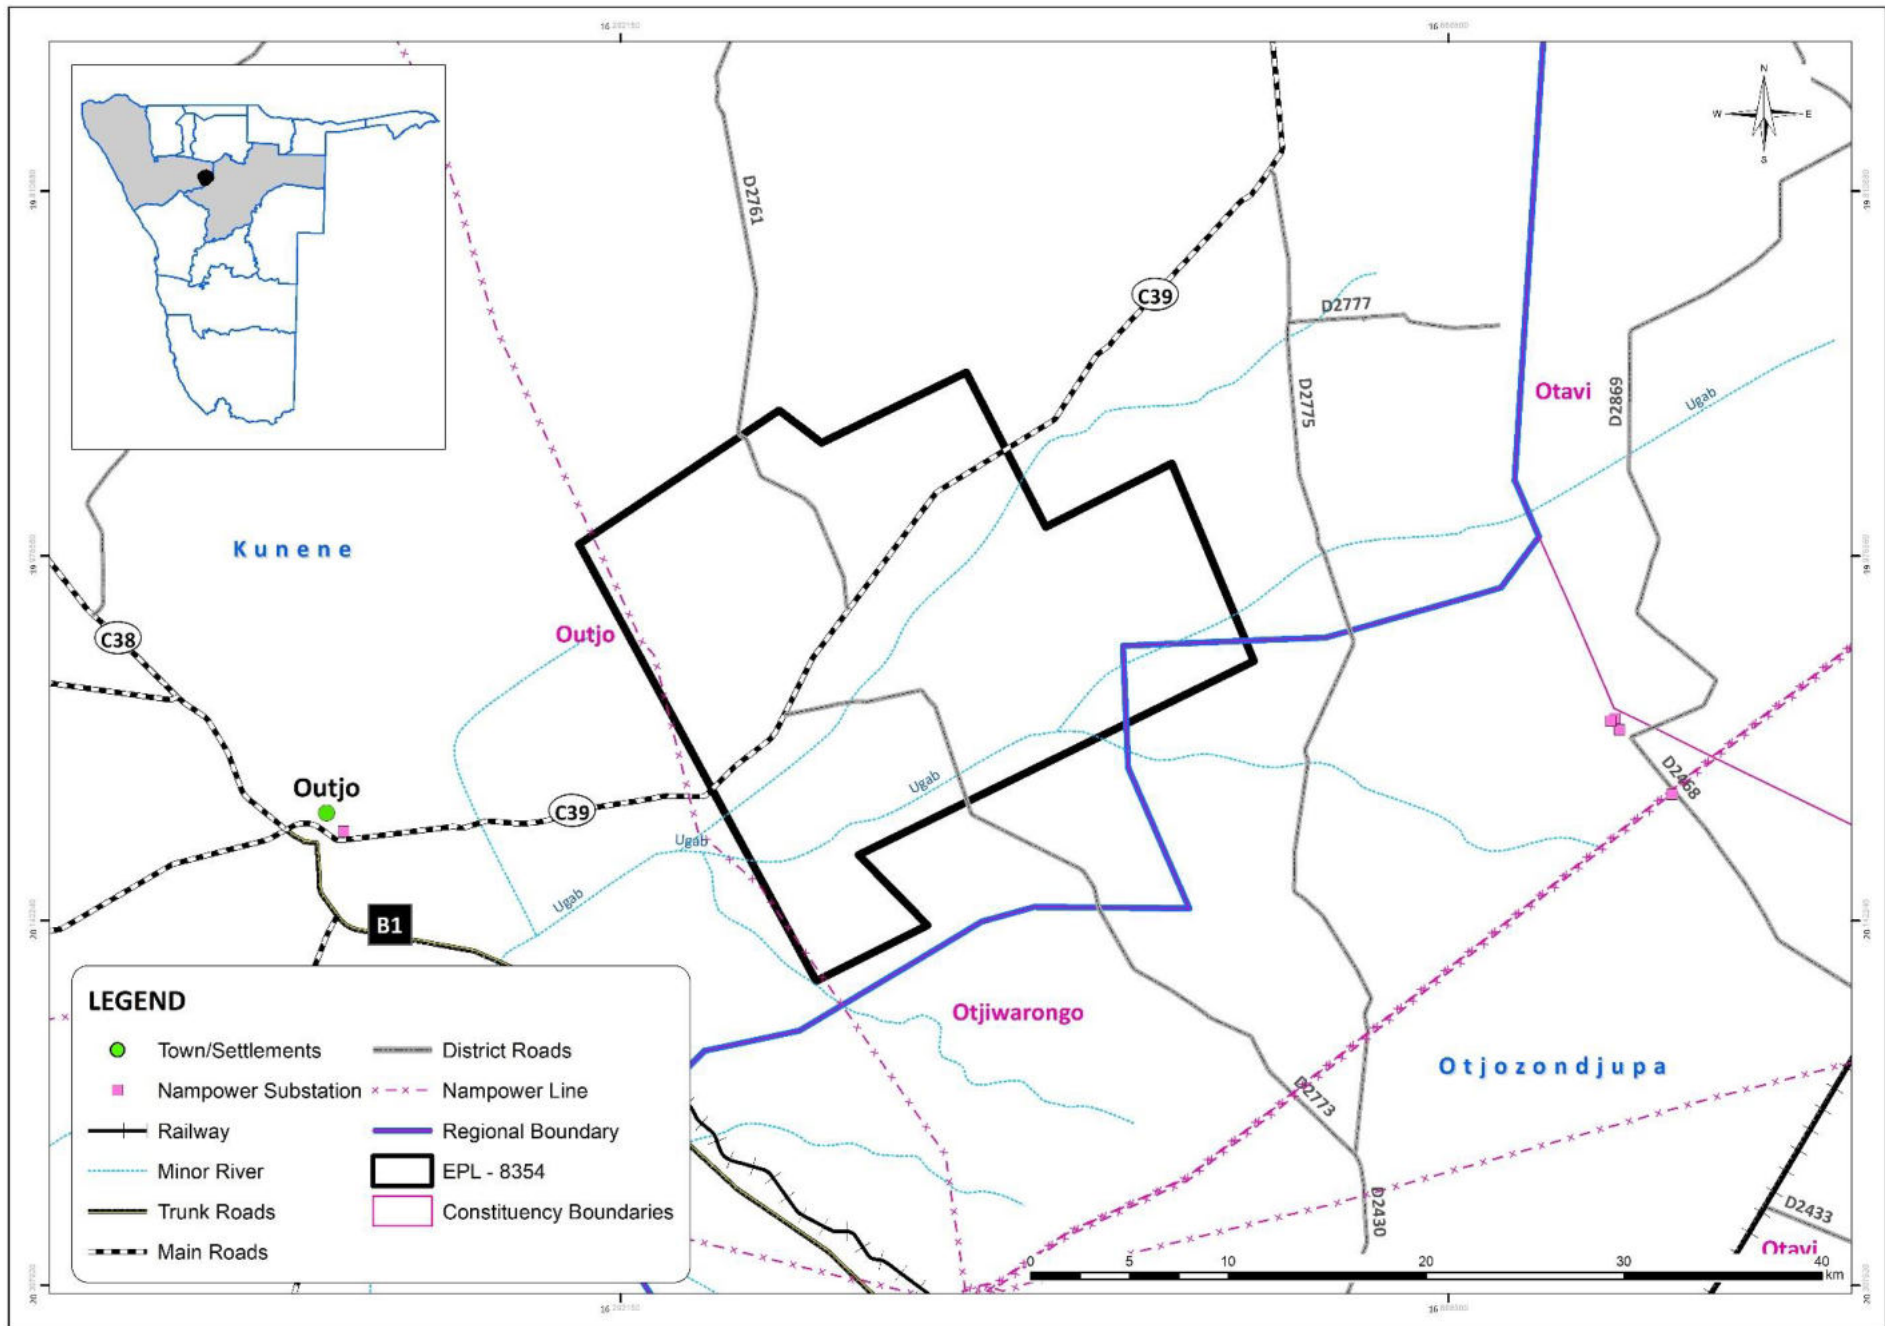 N
W E
S
D2761
C39
D2777
D2775
Otavi
D2869
Ugab
Kunene
C38
Outjo
Outjo
C39
Ugab
Ugab
Ugab
D2468
B1
Otjiwarongo
Otjozondjupa
D2773
D2430
D2433
Otavi
LEGEND
Town/Settlements
Nampower Substation
Railway
Minor River
Trunk Roads
Main Roads
District Roads
Nampower Line
Regional Boundary
EPL - 8354
Constituency Boundaries
0 5 10 20 30 40
km